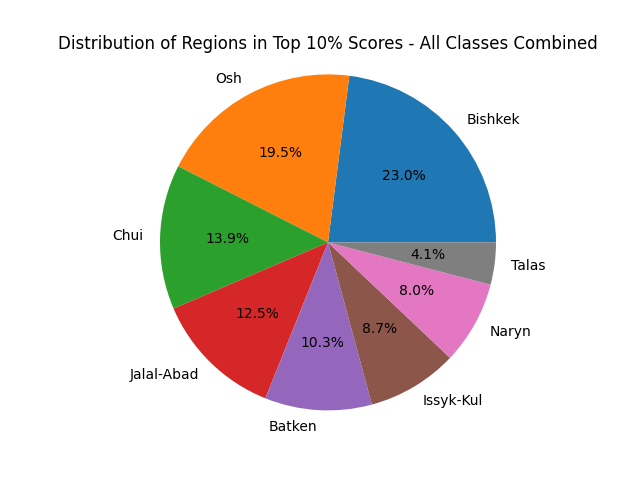 Distribution of Regions in Top 10% Scores - All Classes Combined
Osh
Bishkek
19.5%
23.0%
Chui
13.9%
4.1%
Talas
8.0%
12.5%
8.7%
10.3%
Naryn
Jalal-Abad
Issyk-Kul
Batken